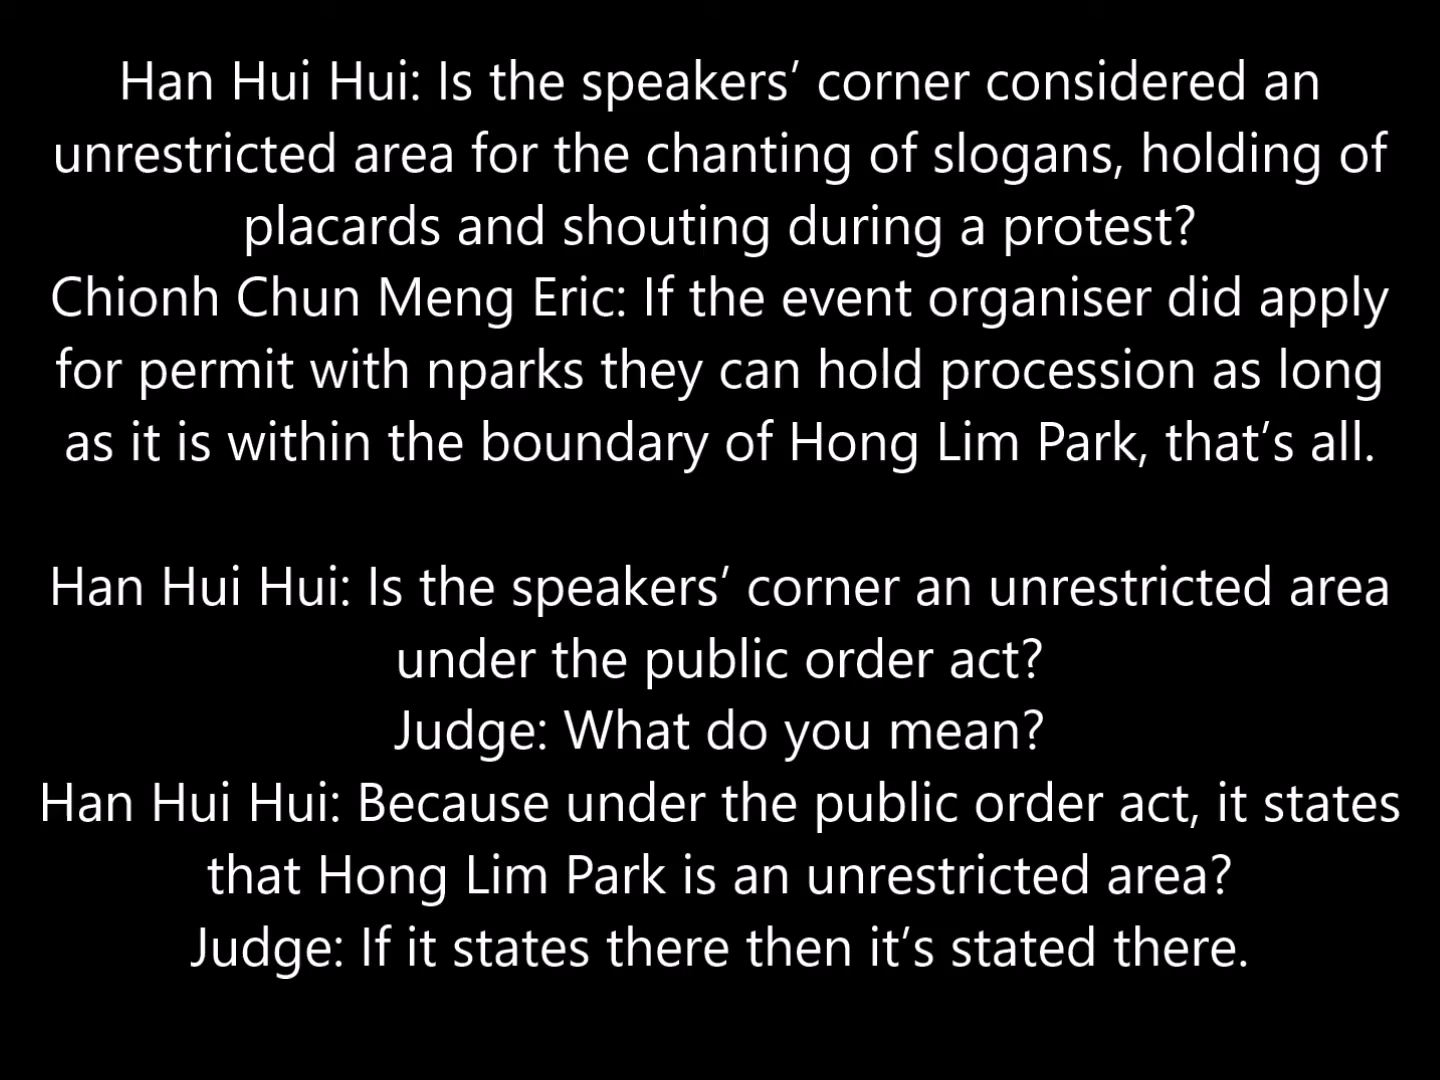 Han Hui Hui: Is the speakers’ corner considered an
unrestricted area for the chanting of slogans, holding of
placards and shouting during a protest?
Chionh Chun Meng Eric: If the event organiser did apply
for permit with nparks they can hold procession as long
as it is within the boundary of Hong Lim Park, that’s all.
Han Hui Hui: Is the speakers’ corner an unrestricted area
under the public order act?
Judge: What do you mean?
Han Hui Hui: Because under the public order act, it states
that Hong Lim Park is an unrestricted area?
Judge: If it states there then it’s stated there.